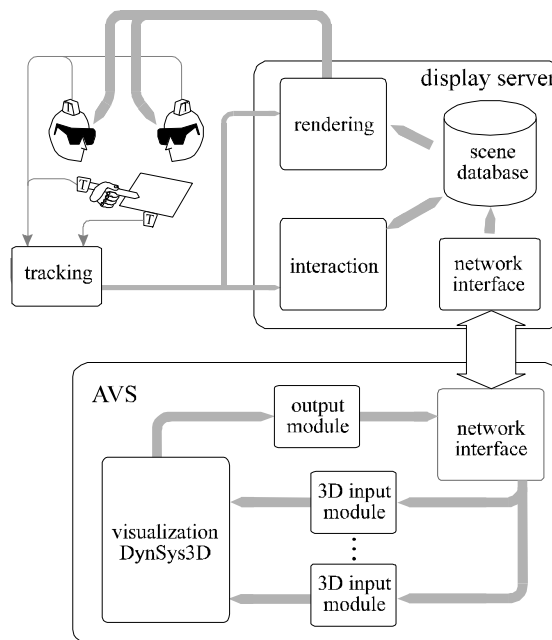 display server
rendering
scene
database
T
T
tracking
interaction
network
interface
AVS
output
module
network
interface
3D input
module
visualization
DynSys3D
3D input
module